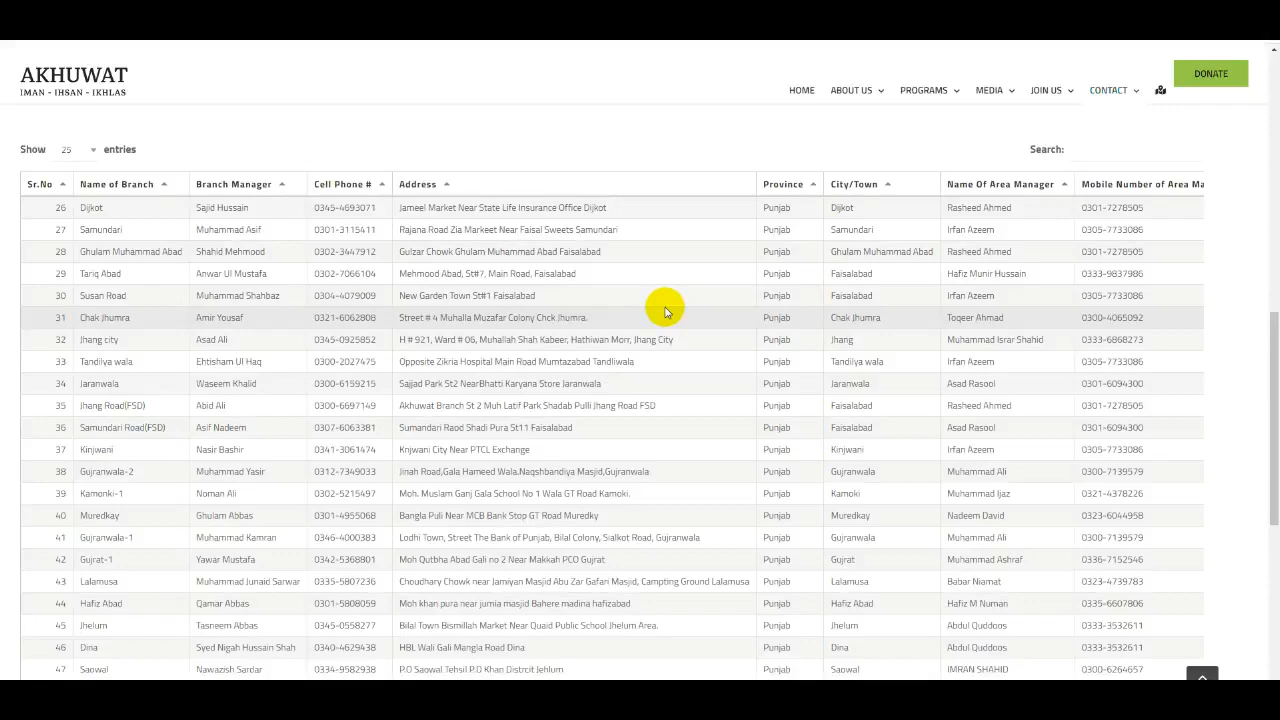 AKHUWAT
IMAN - IHSAN - IKHLAS
DONATE
HOME ABOUT US PROGRAMS MEDIA JOIN US CONTACT
Show 25 entries Search:
Sr.No Name of Branch Branch Manager Cell Phone # Address Province City/Town Name Of Area Manager Mobile Number of Area Ma
26 Dijkot Sajid Hussain 0345-4693071 Jameel Market Near State Life Insurance Office Dijkot Punjab Dijkot Rasheed Ahmed 0301-7278505
27 Samundari Muhammad Asif 0301-3115411 Rajana Road Zia Markeet Near Faisal Sweets Samundari Punjab Samundari Irfan Azeem 0305-7733086
28 Ghulam Muhammad Abad Shahid Mehmood 0302-3447912 Gulzar Chowk Ghulam Muhammad Abad Faisalabad Punjab Ghulam Muhammad Abad Rasheed Ahmed 0301-7278505
29 Tariq Abad Anwar Ul Mustafa 0302-7066104 Mehmood Abad, St#7, Main Road, Faisalabad Punjab Faisalabad Hafiz Munir Hussain 0333-9837986
30 Susan Road Muhammad Shahbaz 0304-4079009 New Garden Town St#1 Faisalabad Punjab Faisalabad Irfan Azeem 0305-7733086
31 Chak Jhumra Amir Yousaf 0321-6062808 Street # 4 Muhalla Muzafar Colony Chck Jhumra. Punjab Chak Jhumra Toqeer Ahmad 0300-4065092
32 Jhang city Asad Ali 0345-0925852 H # 921, Ward # 06, Muhallah Shah Kabeer, Hathiwan Morr, Jhang City Punjab Jhang Muhammad Israr Shahid 0333-6868273
33 Tandilya wala Ehtisham Ul Haq 0300-2027475 Opposite Zikria Hospital Main Road Mumtazabad Tandliwala Punjab Tandilya wala Irfan Azeem 0305-7733086
34 Jaranwala Waseem Khalid 0300-6159215 Sajjad Park St2 NearBhatti Karyana Store Jaranwala Punjab Jaranwala Asad Rasool 0301-6094300
35 Jhang Road(FSD) Abid Ali 0300-6697149 Akhuwat Branch St 2 Muh Latif Park Shadab Pulli Jhang Road FSD Punjab Faisalabad Rasheed Ahmed 0301-7278505
36 Samundari Road(FSD) Asif Nadeem 0307-6063381 Sumandari Raod Shadi Pura St11 Faisalabad Punjab Faisalabad Asad Rasool 0301-6094300
37 Kinjwani Nasir Bashir 0341-3061474 Knjwani City Near PTCL Exchange Punjab Kinjwani Irfan Azeem 0305-7733086
38 Gujranwala-2 Muhammad Yasir 0312-7349033 Jinah Road,Gala Hameed Wala.Naqshbandiya Masjid,Gujranwala Punjab Gujranwala Muhammad Ali 0300-7139579
39 Kamonki-1 Noman Ali 0302-5215497 Moh. Muslam Ganj Gala School No 1 Wala GT Road Kamoki. Punjab Kamoki Muhammad Ijaz 0321-4378226
40 Muredkay Ghulam Abbas 0301-4955068 Bangla Puli Near MCB Bank Stop GT Road Muredky Punjab Muredkay Nadeem David 0323-6044958
41 Gujranwala-1 Muhammad Kamran 0346-4000383 Lodhi Town, Street The Bank of Punjab, Bilal Colony, Sialkot Road, Gujranwala Punjab Gujranwala Muhammad Ali 0300-7139579
42 Gujrat-1 Yawar Mustafa 0342-5368801 Moh Qutbha Abad Gali no 2 Near Makkah PCO Gujrat Punjab Gujrat Muhammad Ashraf 0336-7152546
43 Lalamusa Muhammad Junaid Sarwar 0335-5807236 Choudhary Chowk near Jamiyan Masjid Abu Zar Gafari Masjid, Campting Ground Lalamusa Punjab Lalamusa Babar Niamat 0323-4739783
44 Hafiz Abad Qamar Abbas 0301-5808059 Moh khan pura near jumia masjid Bahere madina hafizabad Punjab Hafiz Abad Hafiz M Numan 0335-6607806
45 Jhelum Tasneem Abbas 0345-0558277 Bilal Town Bismillah Market Near Quaid Public School Jhelum Area. Punjab Jhelum Abdul Quddoos 0333-3532611
46 Dina Syed Nigah Hussain Shah 0340-4629438 HBL Wali Gali Mangla Road Dina Punjab Dina Abdul Quddoos 0333-3532611
47 Saowal Nawazish Sardar 0334-9582938 P.O Saowal Tehsil P.D Khan Distrcit Jehlum Punjab Saowal IMRAN SHAHID 0300-6264657